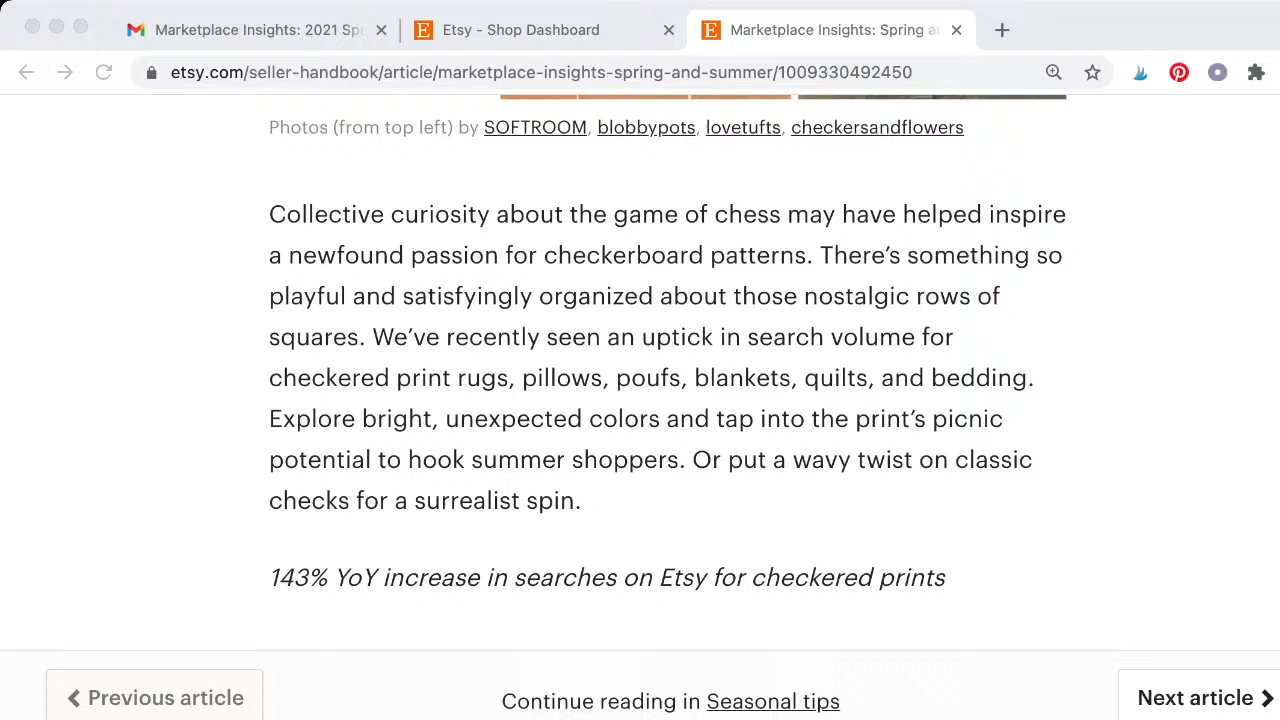 Marketplace Insights: 2021 Sp
Etsy - Shop Dashboard
Marketplace Insights: Spring a
etsy.com/seller-handbook/article/marketplace-insights-spring-and-summer/1009330492450
Photos (from top left) by SOFTROOM, blobbypots, lovetufts, checkersandflowers
Collective curiosity about the game of chess may have helped inspire
a newfound passion for checkerboard patterns. There’s something so
playful and satisfyingly organized about those nostalgic rows of
squares. We’ve recently seen an uptick in search volume for
checkered print rugs, pillows, poufs, blankets, quilts, and bedding.
Explore bright, unexpected colors and tap into the print’s picnic
potential to hook summer shoppers. Or put a wavy twist on classic
checks for a surrealist spin.
143% YoY increase in searches on Etsy for checkered prints
Previous article
Continue reading in Seasonal tips
Next article